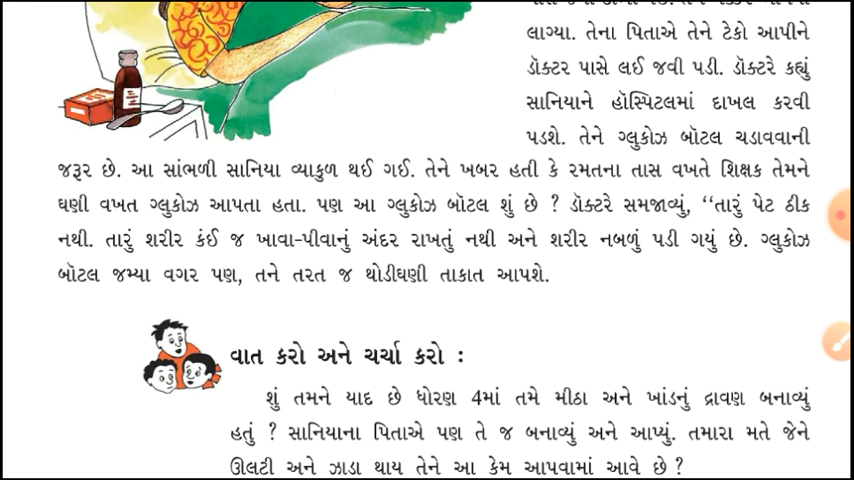 લાગ્યા. તેના પિતાએ તેને ટેકો આપીને
ડૉક્ટર પાસે લઈ જવી પડી. ડૉક્ટરે કહ્યું
સાનિયાને હૉસ્પિટલમાં દાખલ કરવી
પડશે. તેને ગ્લુકોઝ બૉટલ ચડાવવાની
જરૂર છે. આ સાંભળી સાનિયા વ્યાકુળ થઈ ગઈ. તેને ખબર હતી કે રમતના તાસ વખતે શિક્ષક તેમને
ઘણી વખત ગ્લુકોઝ આપતા હતા. પણ આ ગ્લુકોઝ બૉટલ શું છે ? ડૉક્ટરે સમજાવ્યું, ‘‘તારું પેટ ઠીક
નથી. તારું શરીર કંઈ જ ખાવા-પીવાનું અંદર રાખતું નથી અને શરીર નબળું પડી ગયું છે. ગ્લુકોઝ
બૉટલ જમ્યા વગર પણ, તને તરત જ થોડીઘણી તાકાત આપશે.
વાત કરો અને ચર્ચા કરો :
શું તમને યાદ છે ધોરણ 4માં તમે મીઠા અને ખાંડનું દ્રાવણ બનાવ્યું
હતું ? સાનિયાના પિતાએ પણ તે જ બનાવ્યું અને આપ્યું. તમારા મતે જેને
ઊલટી અને ઝાડા થાય તેને આ કેમ આપવામાં આવે છે ?